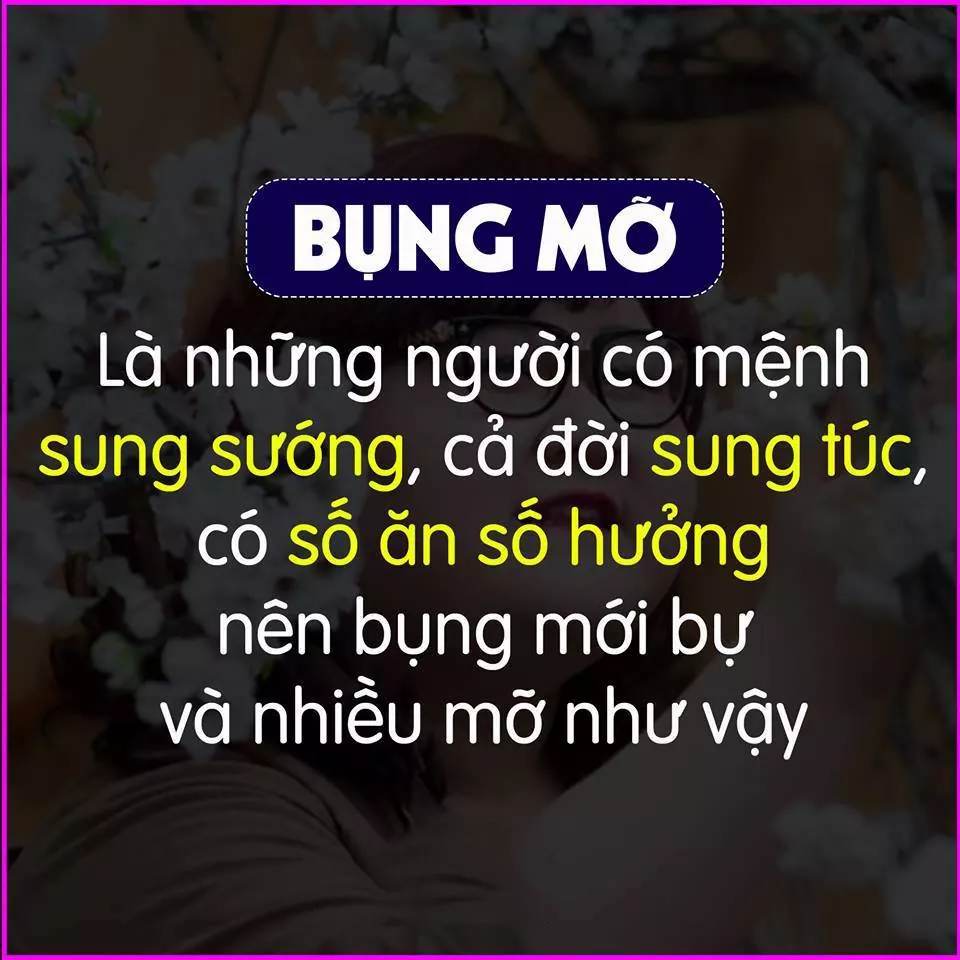 BỤNG MỠ
Là những người có mệnh
sung sướng, cả đời sung túc,
có số ăn số hưởng
nên bụng mới bự
và nhiều mỡ như vậy